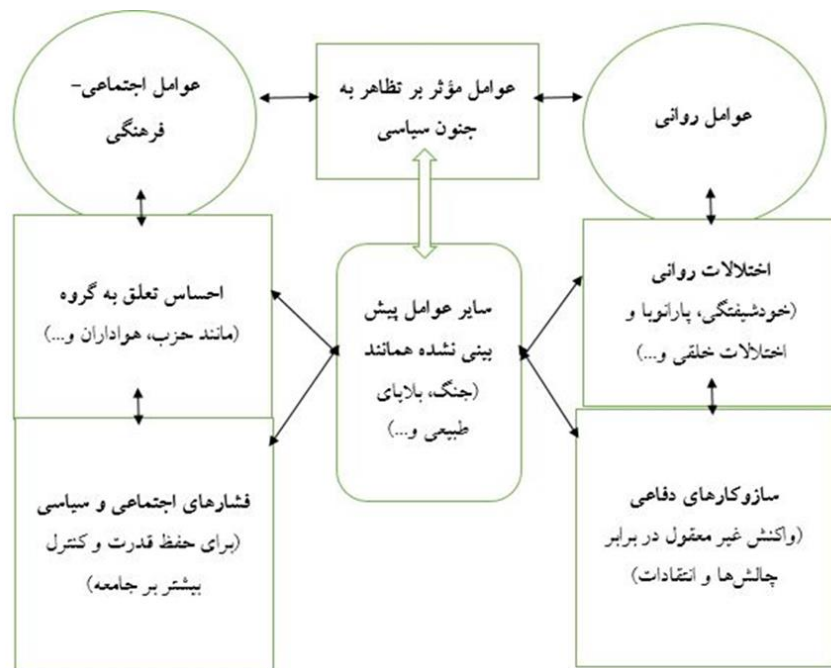 عوامل مؤثر بر تظاهر به
جنون سیاسی
عوامل روانی
عوامل اجتماعی-
فرهنگی
اختلالات روانی
(خودشیفتگی، پارانویا و
اختلالات خلقی و...)
سایر عوامل پیش
بینی نشده همانند
(جنگ، بلایای
طبیعی و...)
احساس تعلق به گروه
(مانند حزب، هواداران و...)
سازوکارهای دفاعی
(واکنش غیر معقول در برابر
چالش‌ها و انتقادات)
فشارهای اجتماعی و سیاسی
(برای حفظ قدرت و کنترل
بیشتر بر جامعه)